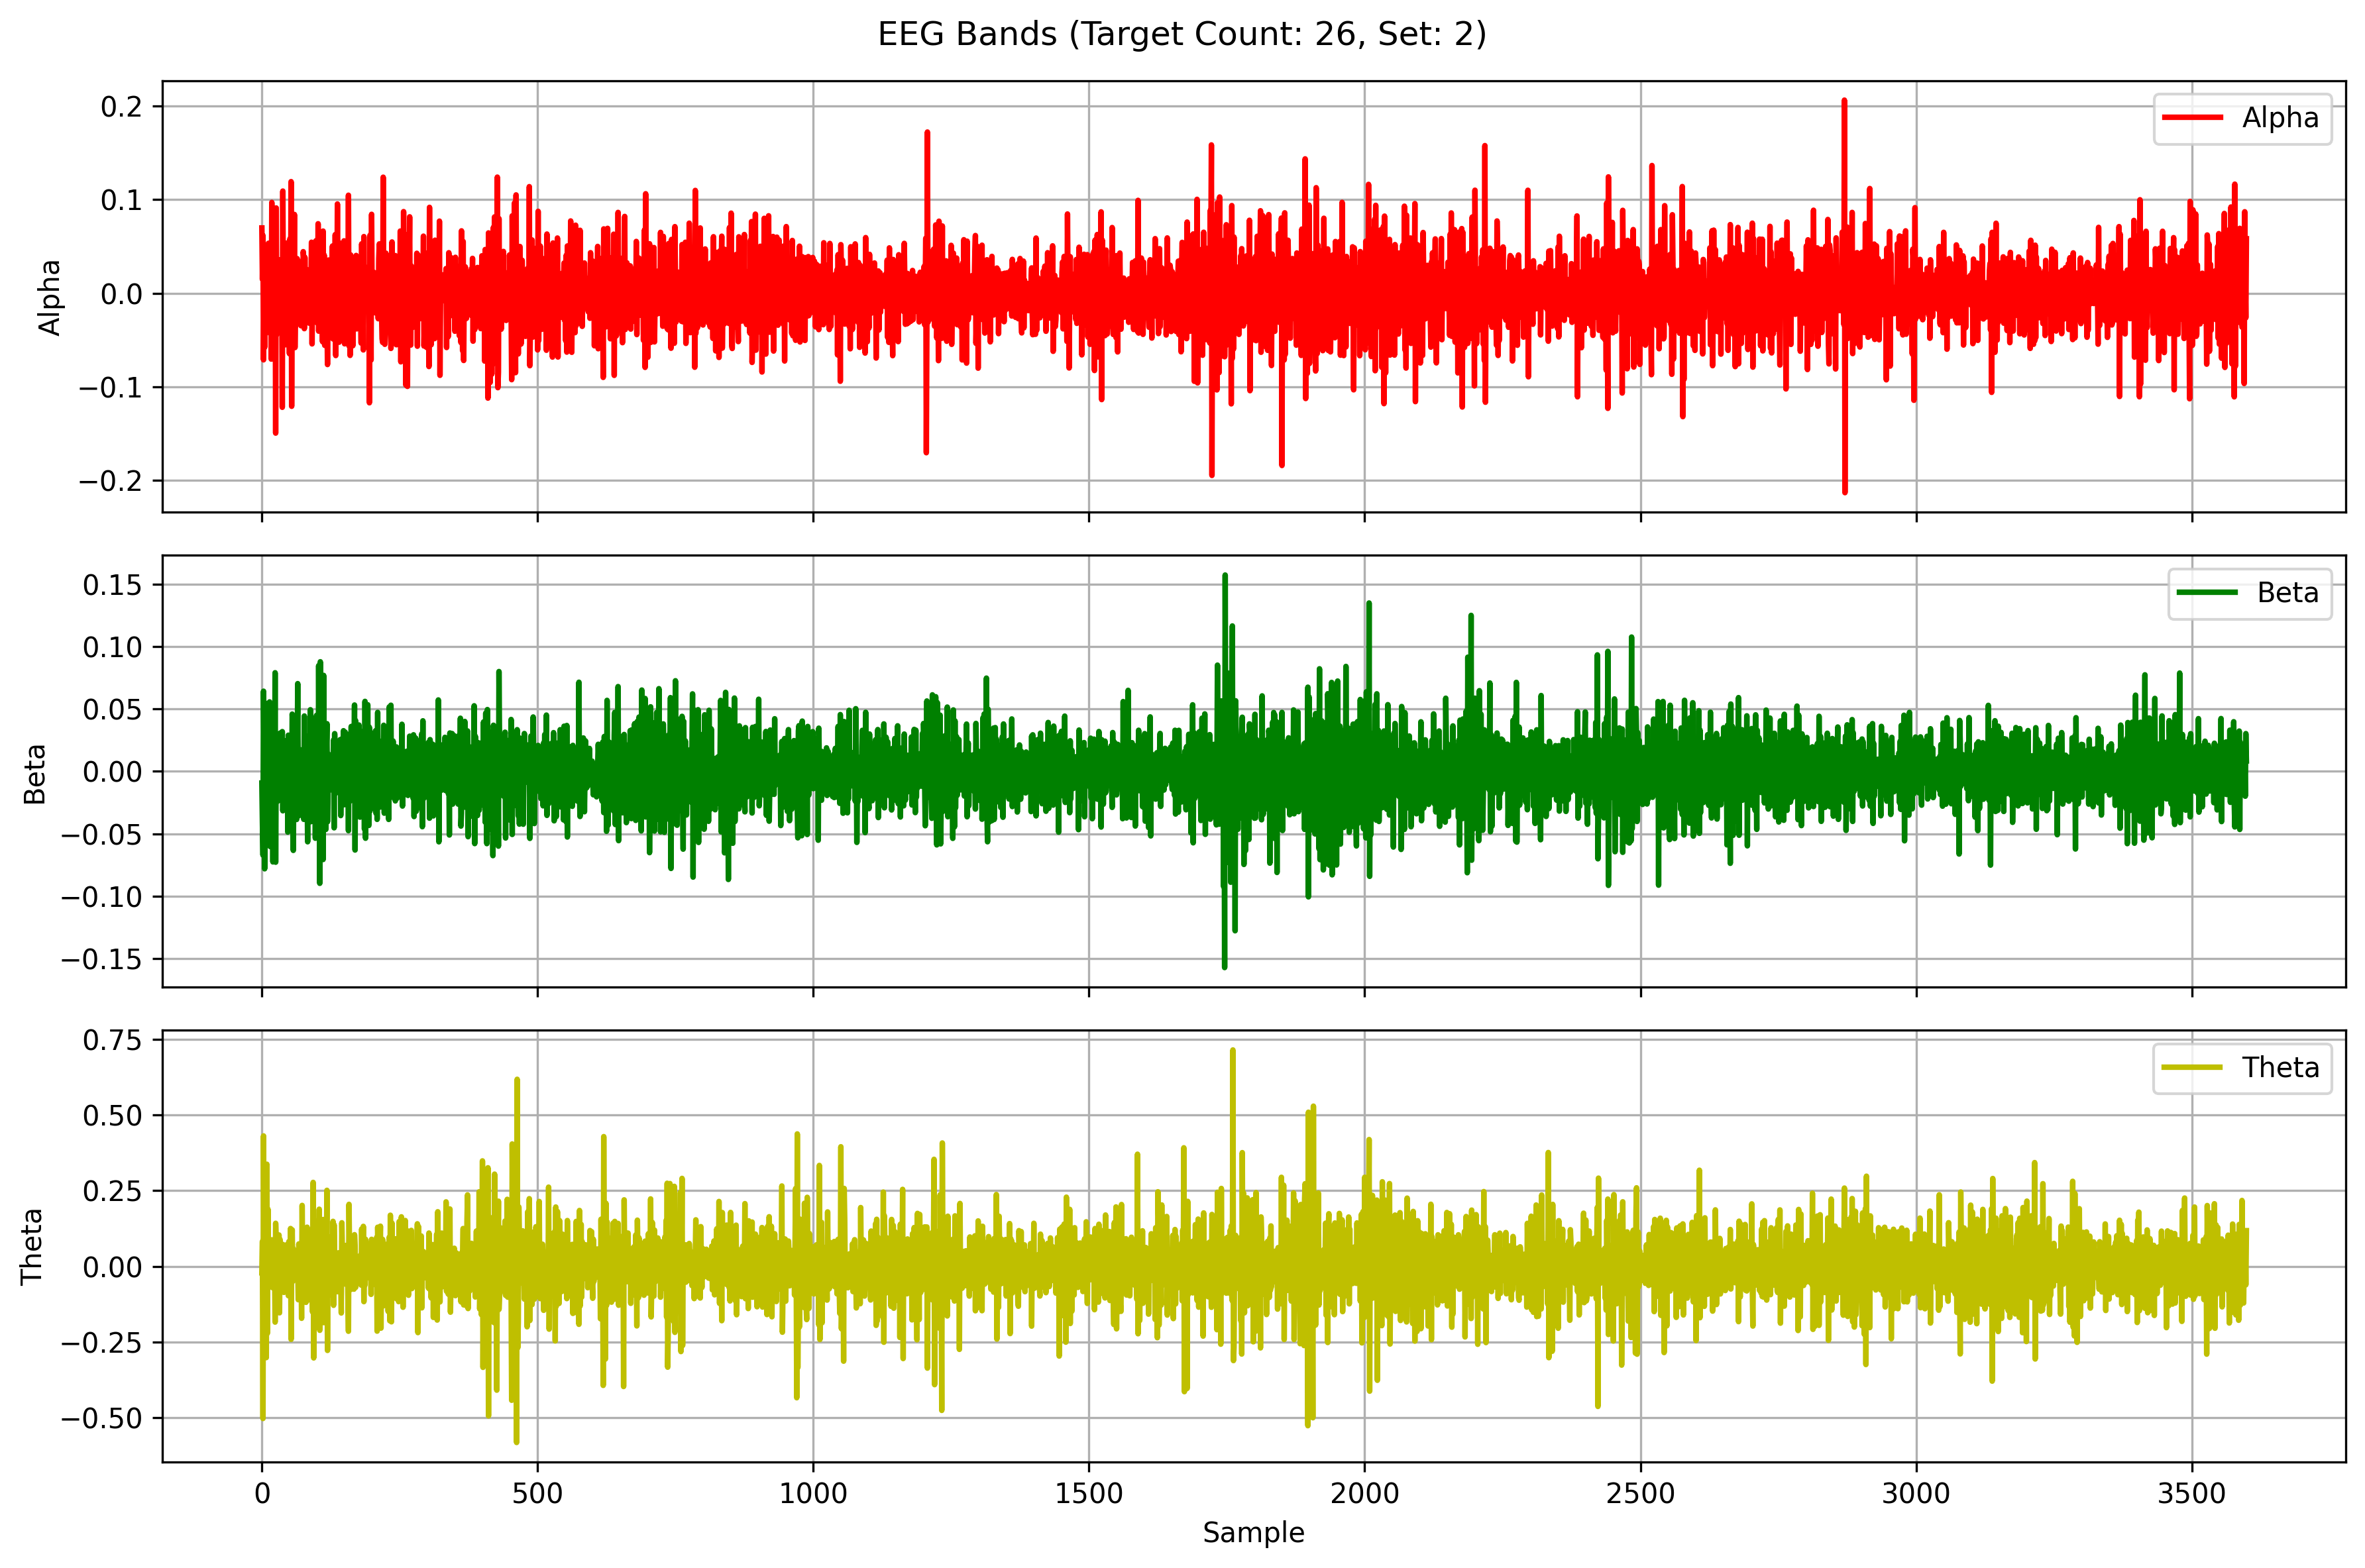 EEG Bands (Target Count: 26, Set: 2)
0.2
0.1
0.0
−0.1
−0.2
Alpha
Alpha
0.15
0.10
0.05
0.00
−0.05
−0.10
−0.15
Beta
Beta
0.75
0.50
0.25
0.00
−0.25
−0.50
Theta
Theta
0 500 1000 1500 2000 2500 3000 3500
Sample